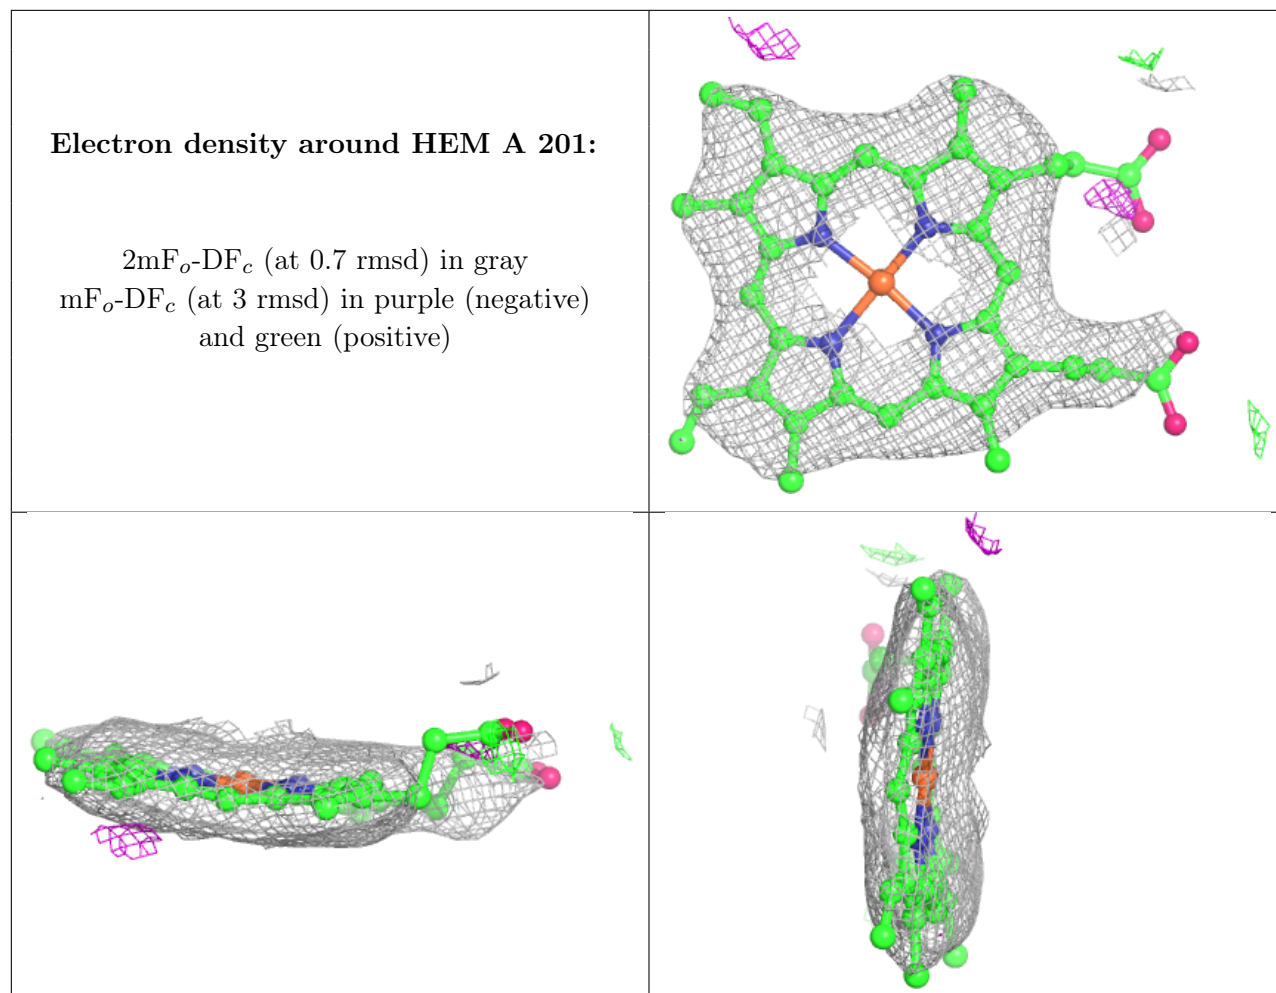 Electron density around HEM A 201:
2mFo-DFc (at 0.7 rmsd) in gray
mFo-DFc (at 3 rmsd) in purple (negative)
and green (positive)